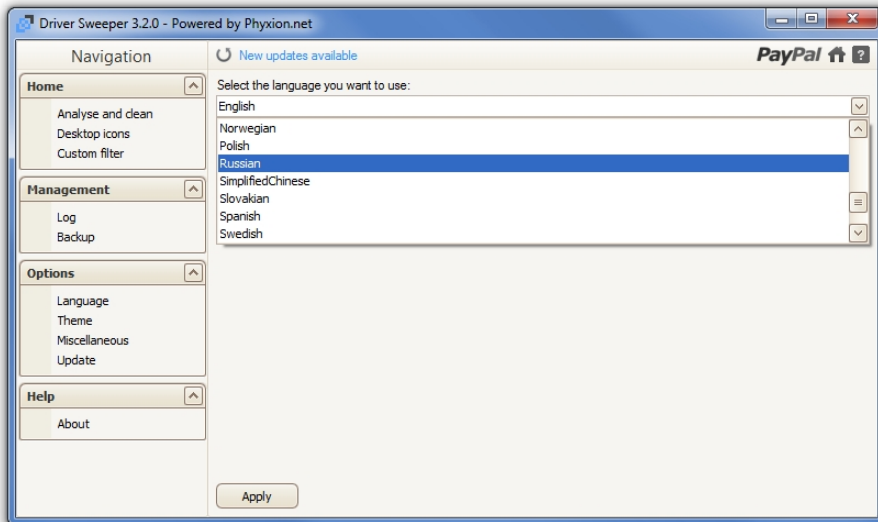 Driver Sweeper 3.2.0 - Powered by Phyxion.net
Navigation
New updates available
PayPal
?
Home
Analyse and clean
Desktop icons
Custom filter
Management
Log
Backup
Options
Language
Theme
Miscellaneous
Update
Help
About
Select the language you want to use:
English
Norwegian
Polish
Russian
SimplifiedChinese
Slovakian
Spanish
Swedish
Apply